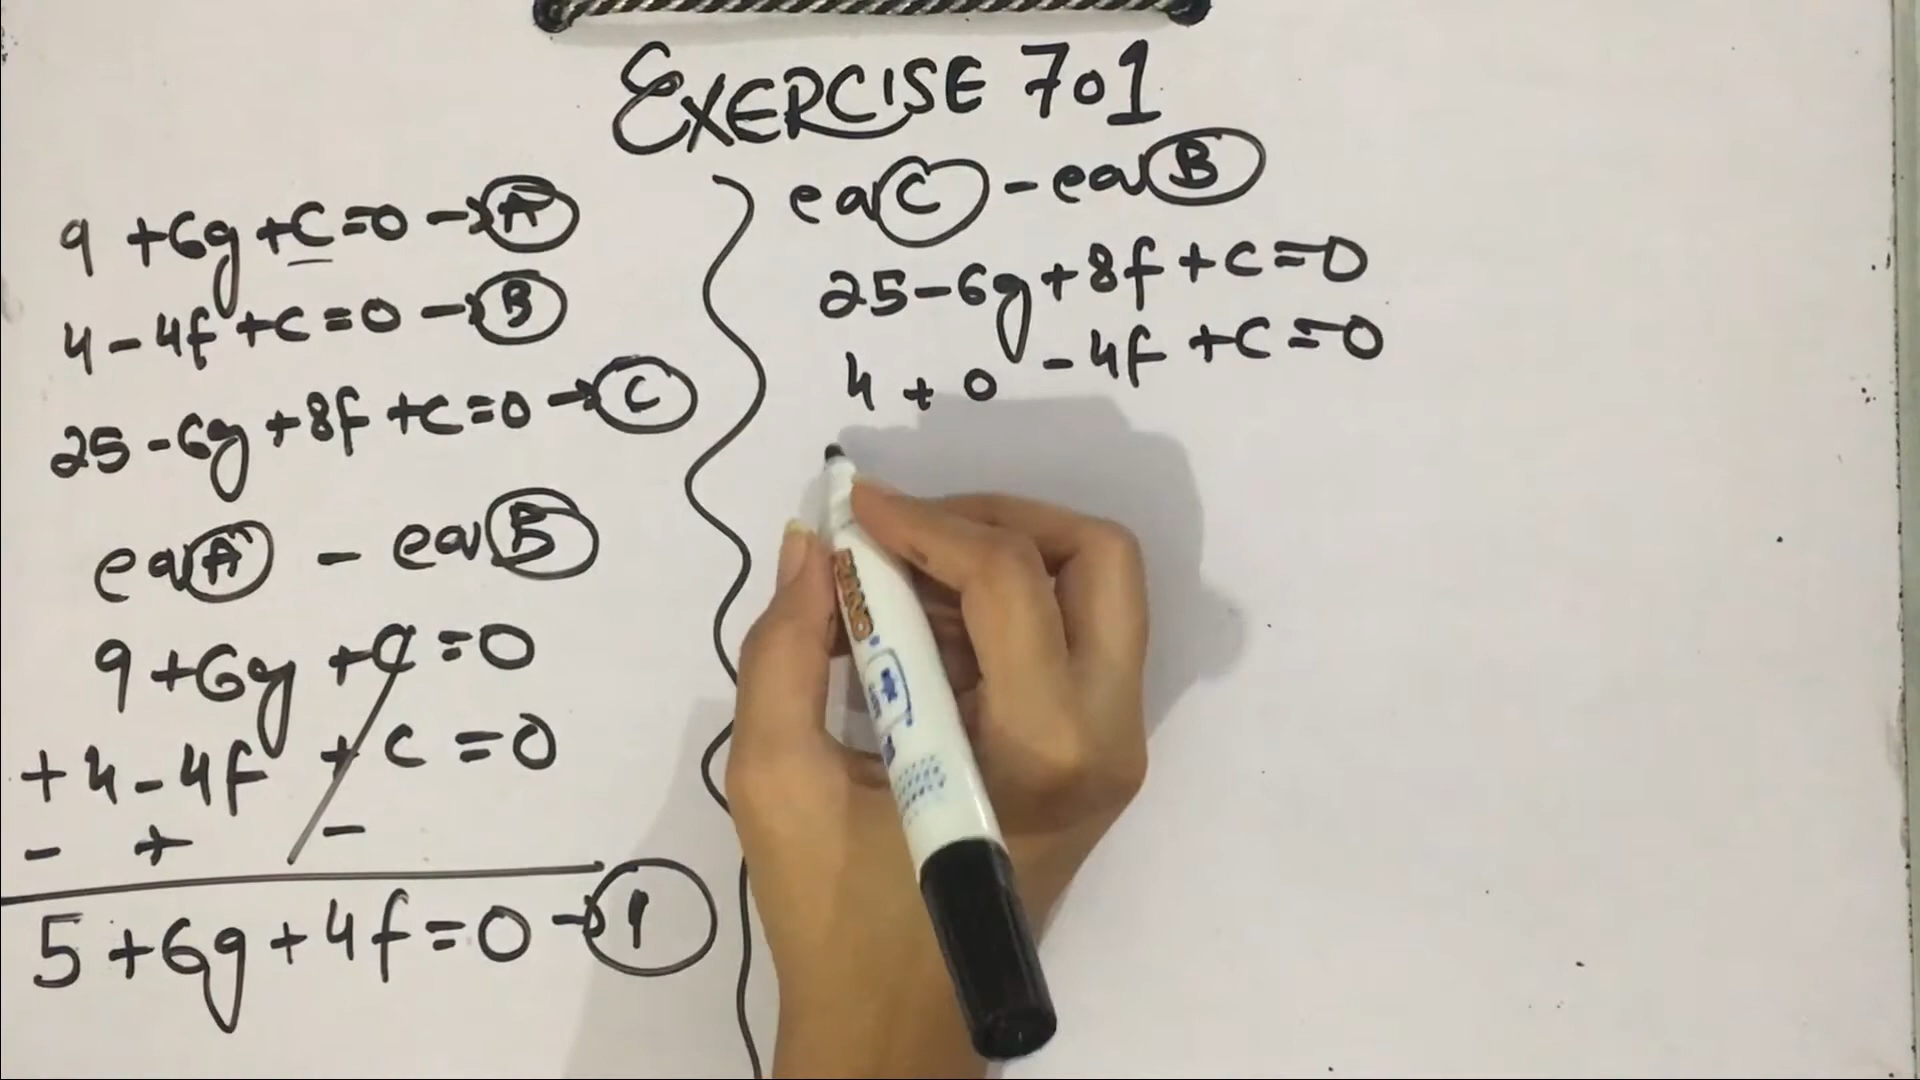 EXERCISE 7.1
9 + 6g + C = 0 → A
4 - 4f + C = 0 → B
25 - 6g + 8f + C = 0 → C
eq A - eq B
9 + 6g + C = 0
+ 4 - 4f + C = 0
- + -
5 + 6g + 4f = 0 → 1
eq C - eq B
25 - 6g + 8f + C = 0
4 + 0 - 4f + C = 0